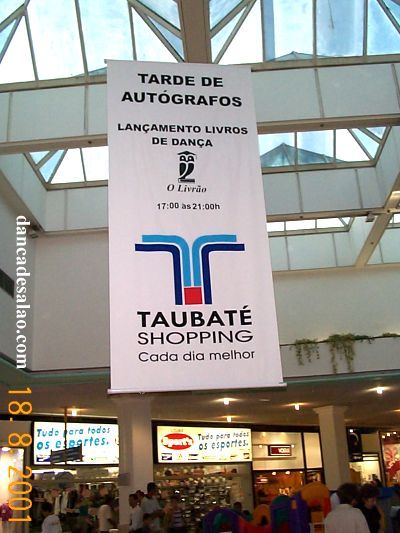 TARDE DE
AUTÓGRAFOS
LANÇAMENTO LIVROS
DE DANÇA
O Livrão
17:00 às 21:00h
TAUBATÉ
SHOPPING
Cada dia melhor
Tudo para todos
os esportes.
Tudo para todos
os esportes.
dancadesalao.com
18.8.2001